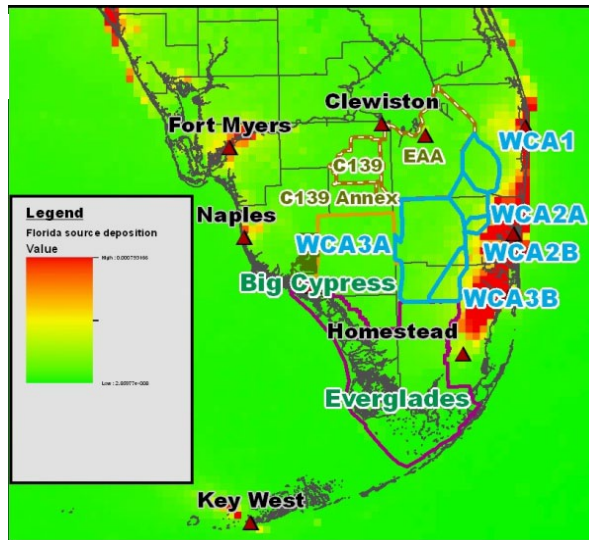 Clewiston
Fort Myers
WCA1
EAA
C139
C139 Annex
Legend
Florida source deposition
Value
Naples
WCA2A
WCA3A
WCA2B
Big Cypress
WCA3B
Homestead
Everglades
Key West